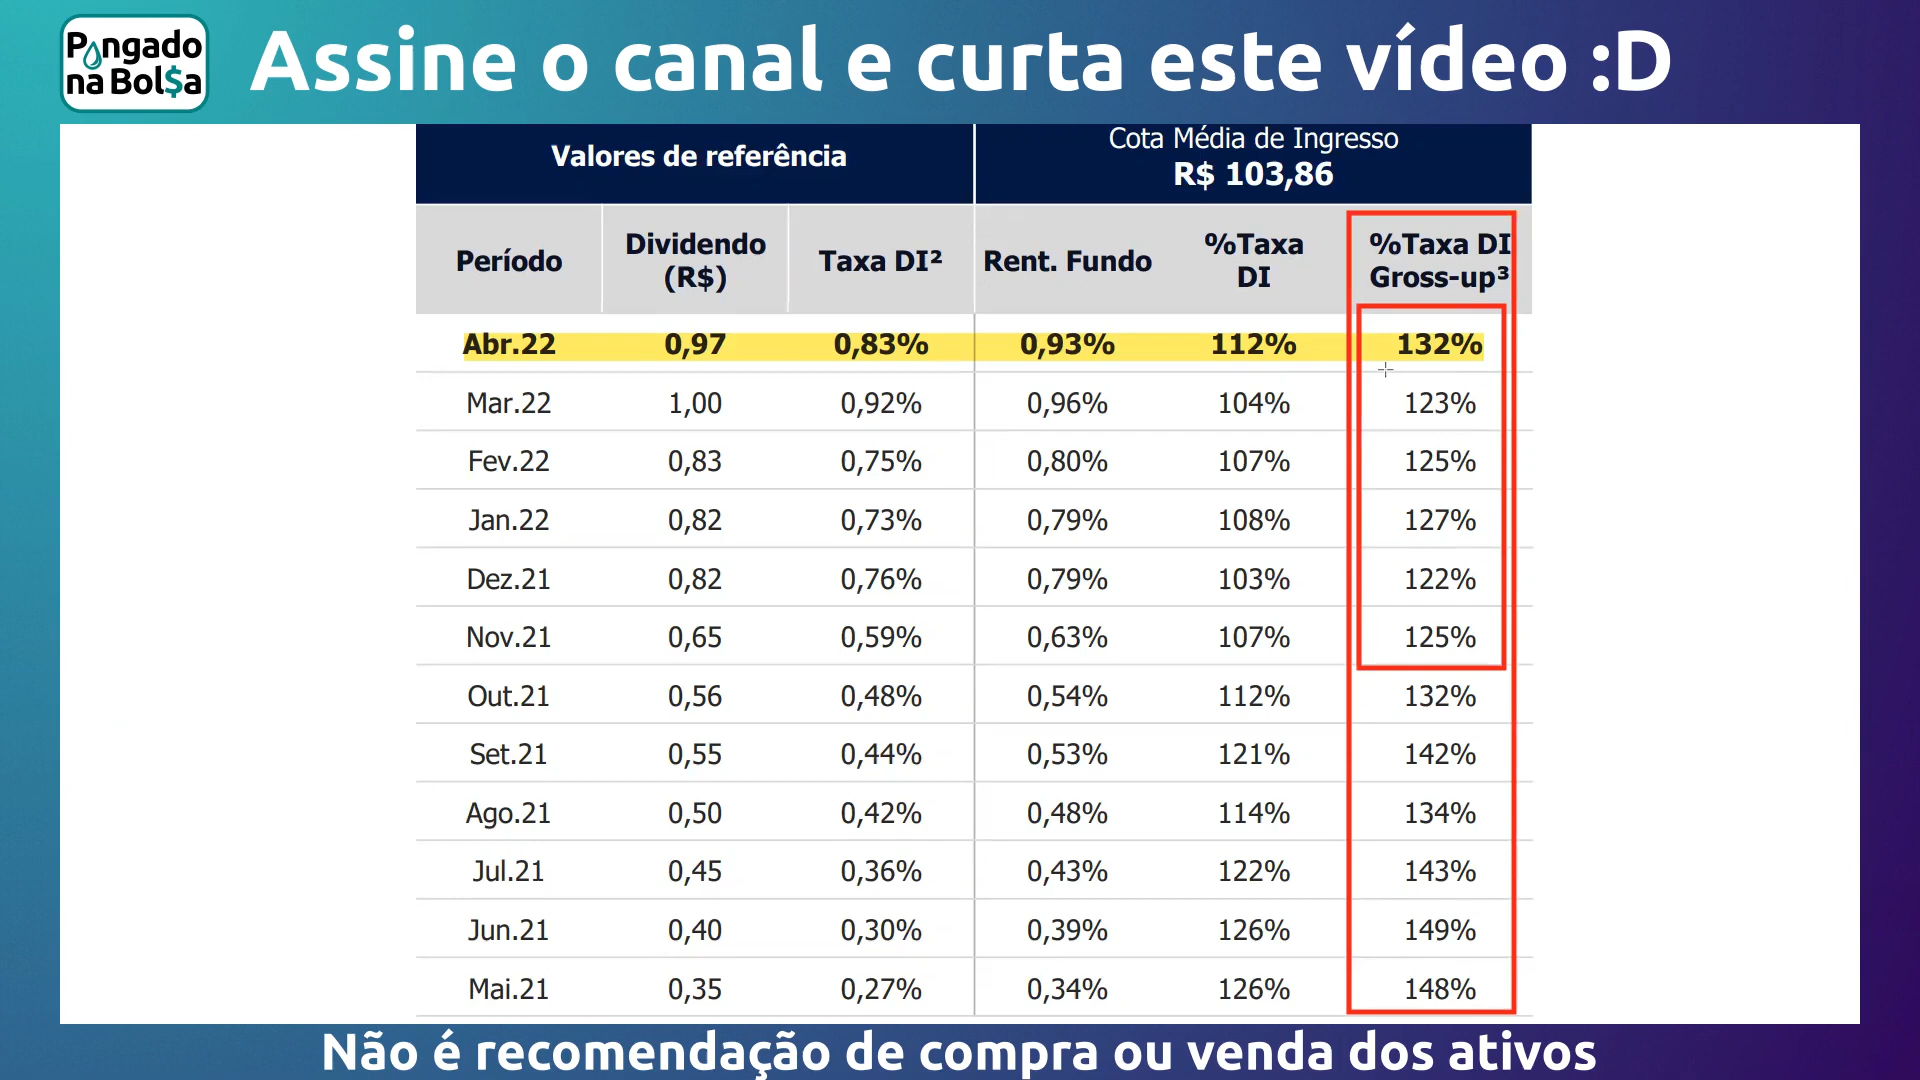 Pingado
na Bol$a
Assine o canal e curta este vídeo :D
Valores de referência
Cota Média de Ingresso
R$ 103,86
Período Dividendo (R$) Taxa DI² Rent. Fundo %Taxa DI %Taxa DI Gross-up³
Abr.22 0,97 0,83% 0,93% 112% 132%
Mar.22 1,00 0,92% 0,96% 104% 123%
Fev.22 0,83 0,75% 0,80% 107% 125%
Jan.22 0,82 0,73% 0,79% 108% 127%
Dez.21 0,82 0,76% 0,79% 103% 122%
Nov.21 0,65 0,59% 0,63% 107% 125%
Out.21 0,56 0,48% 0,54% 112% 132%
Set.21 0,55 0,44% 0,53% 121% 142%
Ago.21 0,50 0,42% 0,48% 114% 134%
Jul.21 0,45 0,36% 0,43% 122% 143%
Jun.21 0,40 0,30% 0,39% 126% 149%
Mai.21 0,35 0,27% 0,34% 126% 148%
Não é recomendação de compra ou venda dos ativos